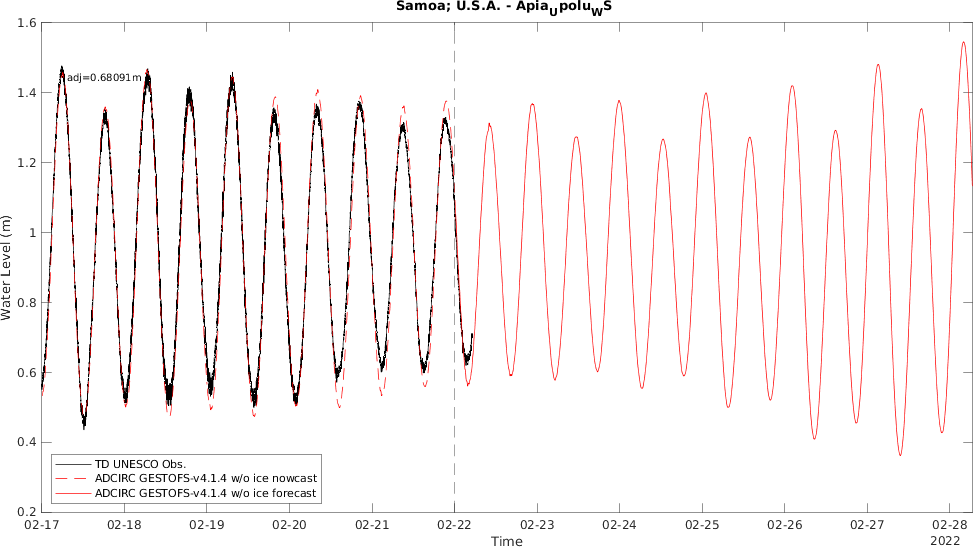 Samoa; U.S.A. - Apia_Upolu_WS
1.6
adj=0.68091m
1.4
1.2
1
0.8
0.6
0.4
0.2
Water Level (m)
TD UNESCO Obs.
ADCIRC GESTOFS-v4.1.4 w/o ice nowcast
ADCIRC GESTOFS-v4.1.4 w/o ice forecast
02-17 02-18 02-19 02-20 02-21 02-22 02-23 02-24 02-25 02-26 02-27 02-28
Time 2022